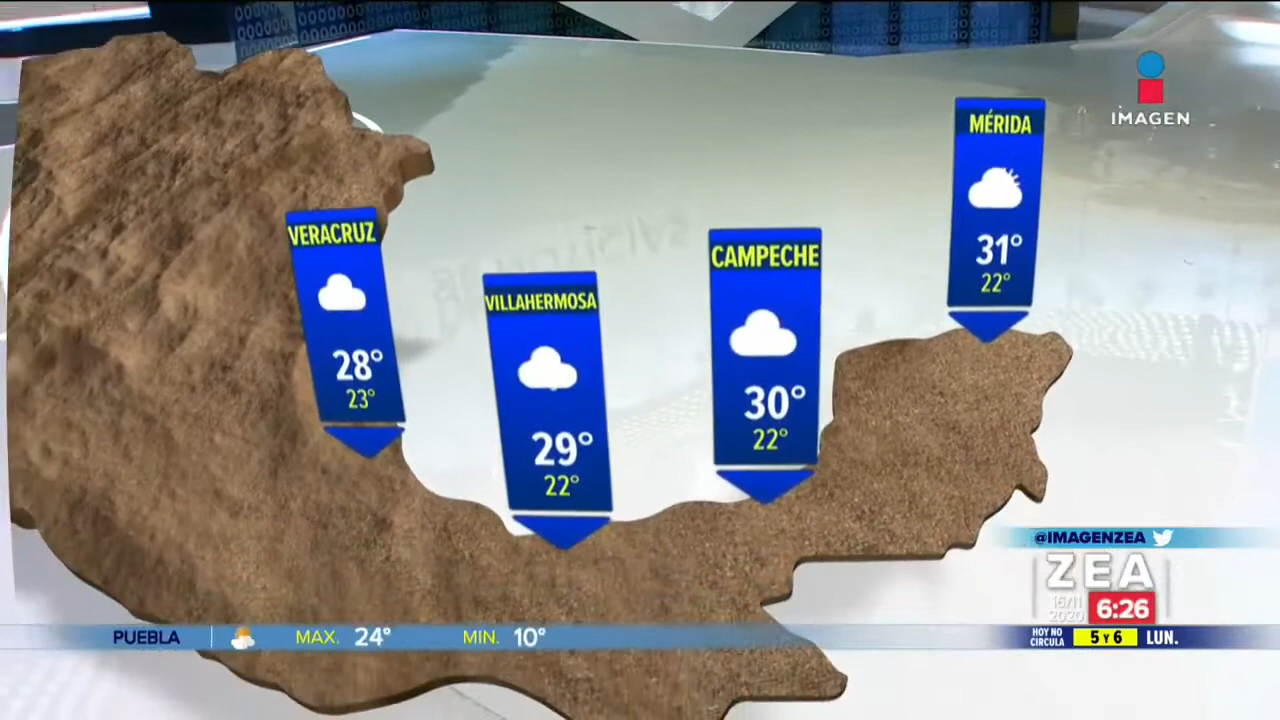 IMAGEN
MÉRIDA
31°
22°
VERACRUZ
28°
23°
VILLAHERMOSA
29°
22°
CAMPECHE
30°
22°
@IMAGENZEA
ZEA
16/11
2020
6:26
HOY NO
CIRCULA
5 Y 6
LUN.
PUEBLA
MAX. 24°
MIN. 10°